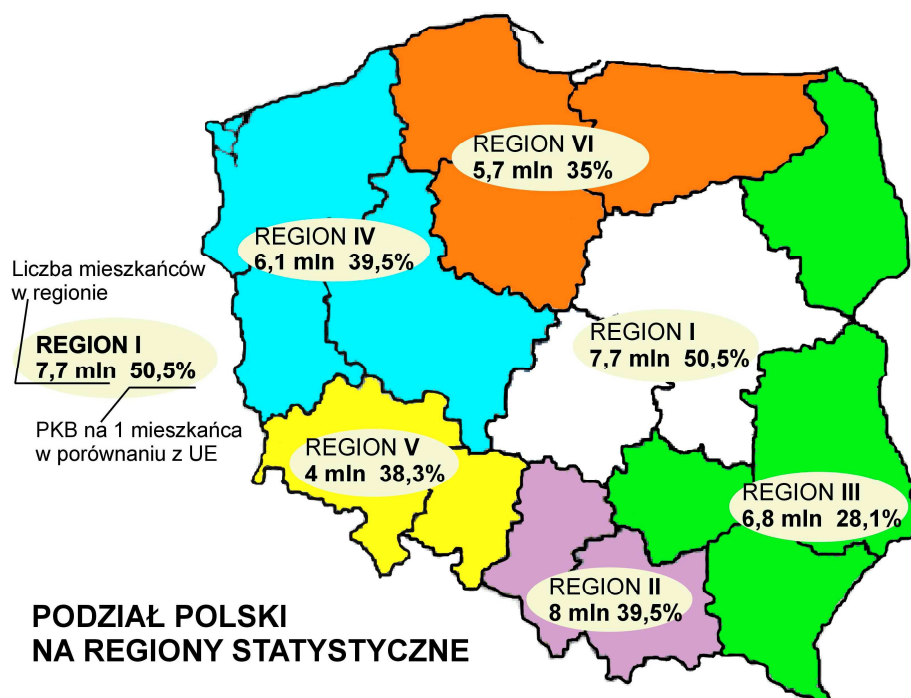 REGION VI
5,7 mln 35%
REGION IV
6,1 mln 39,5%
Liczba mieszkańców
w regionie
REGION I
7,7 mln 50,5%
PKB na 1 mieszkańca
w porównaniu z UE
REGION I
7,7 mln 50,5%
REGION V
4 mln 38,3%
REGION III
6,8 mln 28,1%
REGION II
8 mln 39,5%
PODZIAŁ POLSKI
NA REGIONY STATYSTYCZNE